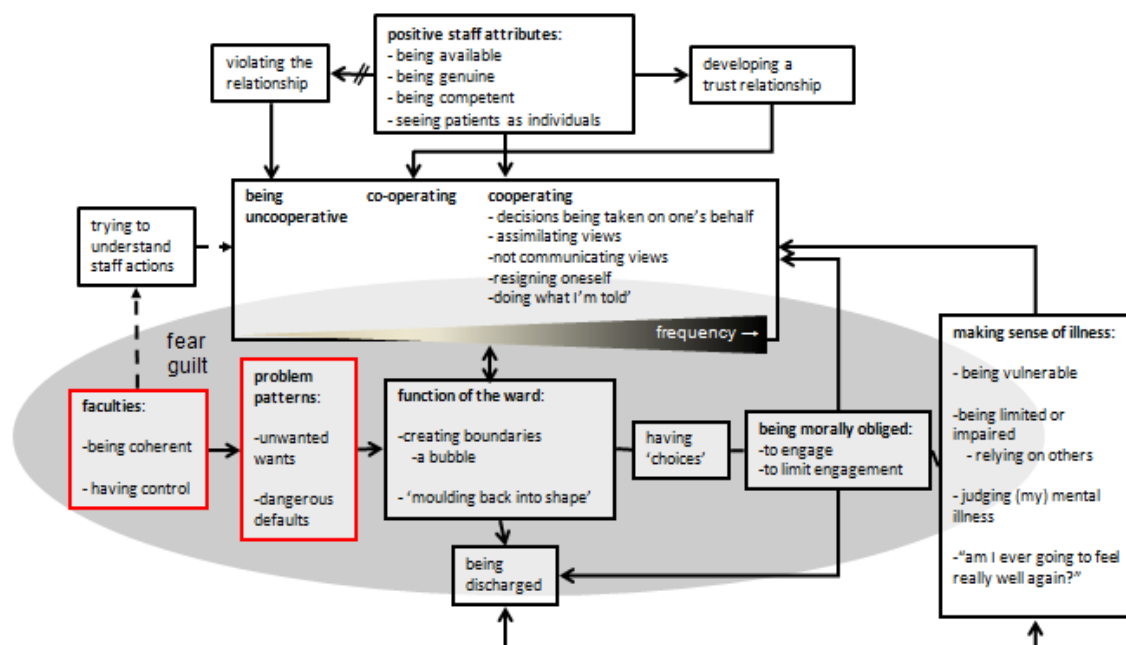 positive staff attributes:
- being available
- being genuine
- being competent
- seeing patients as individuals
violating the
relationship
developing a
trust relationship
being
uncooperative
co-operating
cooperating
- decisions being taken on one's behalf
- assimilating views
-not communicating views
-resigning oneself
-doing what I'm told'
frequency →
trying to
understand
staff actions
fear
guilt
faculties:
-being coherent
- having control
problem
patterns:
-unwanted
wants
-dangerous
defaults
function of the ward:
-creating boundaries
-a bubble
- 'moulding back into shape'
having
'choices'
being morally obliged:
-to engage
-to limit engagement
making sense of illness:
- being vulnerable
-being limited or
impaired
- relying on others
- judging (my) mental
illness
-"am I ever going to feel
really well again?"
being
discharged